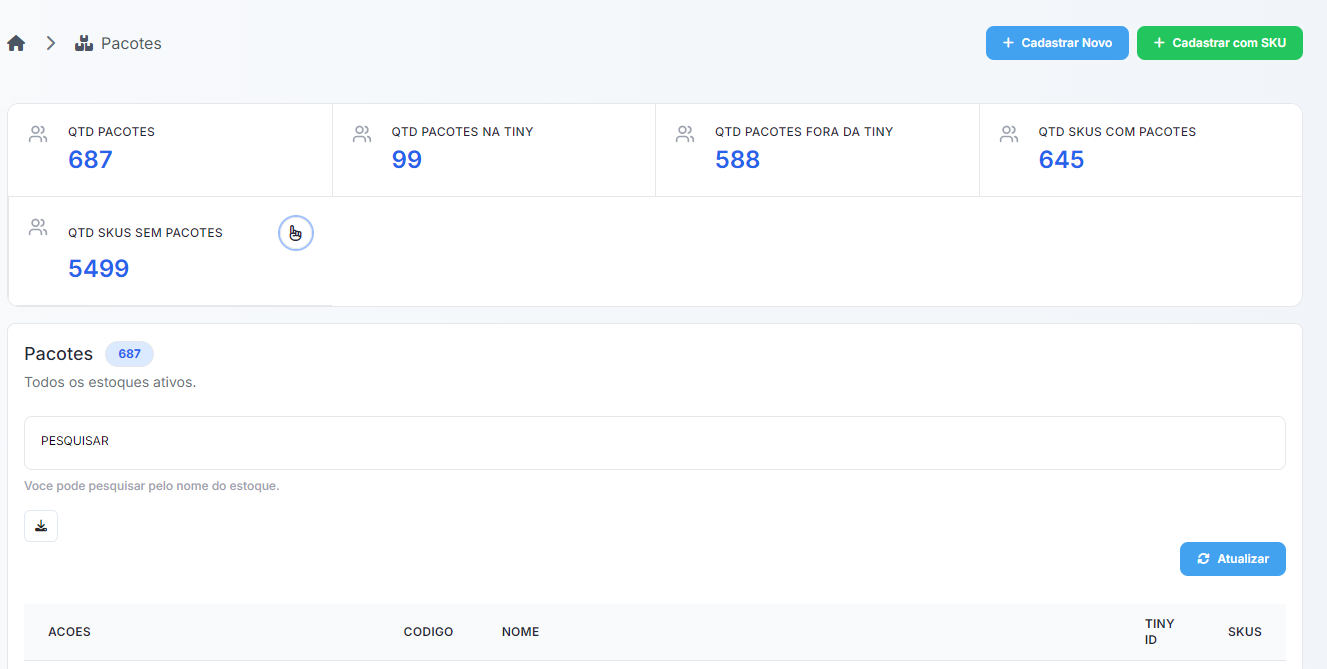 Pacotes
Cadastrar Novo
Cadastrar com SKU
QTD PACOTES
687
QTD PACOTES NA TINY
99
QTD PACOTES FORA DA TINY
588
QTD SKUS COM PACOTES
645
QTD SKUS SEM PACOTES
5499
Pacotes 687
Todos os estoques ativos.
PESQUISAR
Voce pode pesquisar pelo nome do estoque.
Atualizar
ACOES
CODIGO
NOME
TINY
ID
SKUS